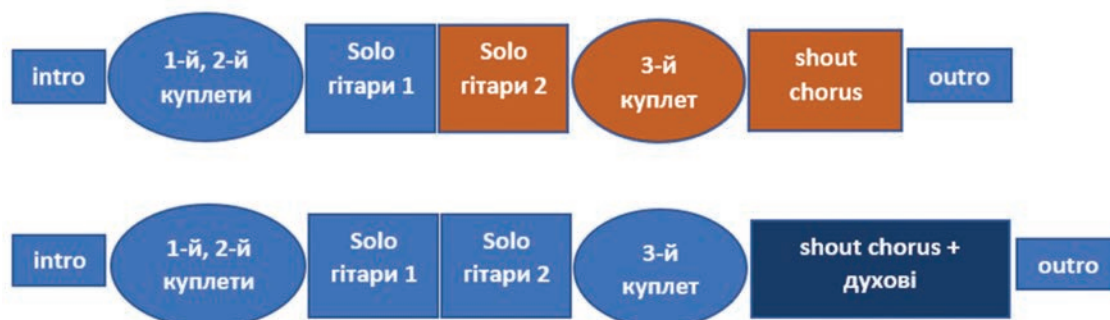 intro
1-й, 2-й
куплети
Solo
гітари 1
Solo
гітари 2
3-й
куплет
shout
chorus
outro
intro
1-й, 2-й
куплети
Solo
гітари 1
Solo
гітари 2
3-й
куплет
shout chorus +
духові
outro